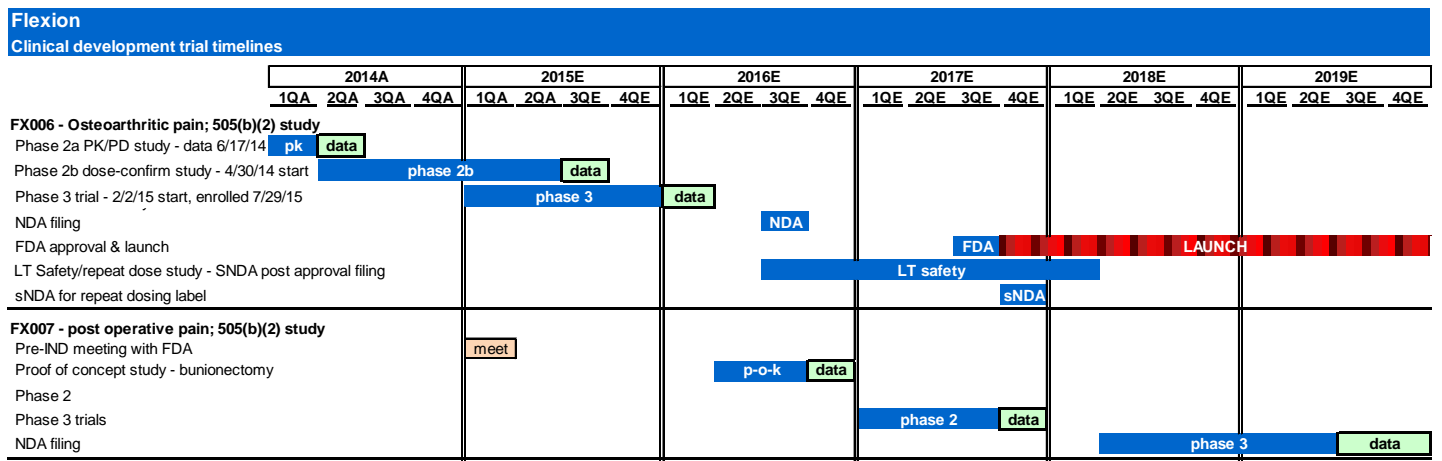 Flexion
Clinical development trial timelines
2014A 2015E 2016E 2017E 2018E 2019E
1QA 2QA 3QA 4QA 1QA 2QA 3QE 4QE 1QE 2QE 3QE 4QE 1QE 2QE 3QE 4QE 1QE 2QE 3QE 4QE 1QE 2QE 3QE 4QE
FX006 - Osteoarthritic pain; 505(b)(2) study
Phase 2a PK/PD study - data 6/17/14 pk data
Phase 2b dose-confirm study - 4/30/14 start phase 2b data
Phase 3 trial - 2/2/15 start, enrolled 7/29/15 phase 3 data
NDA filing NDA
FDA approval & launch FDA LAUNCH
LT Safety/repeat dose study - SNDA post approval filing LT safety
sNDA for repeat dosing label sNDA
FX007 - post operative pain; 505(b)(2) study
Pre-IND meeting with FDA meet
Proof of concept study - bunionectomy p-o-k data
Phase 2
Phase 3 trials phase 2 data
NDA filing phase 3 data